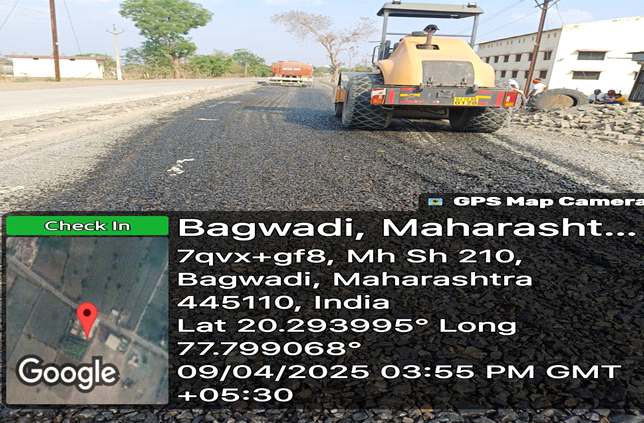 GPS Map Camera
Check In
Bagwadi, Maharasht...
7qvx+gf8, Mh Sh 210,
Bagwadi, Maharashtra
445110, India
Lat 20.293995° Long
77.799068°
09/04/2025 03:55 PM GMT
+05:30
Google